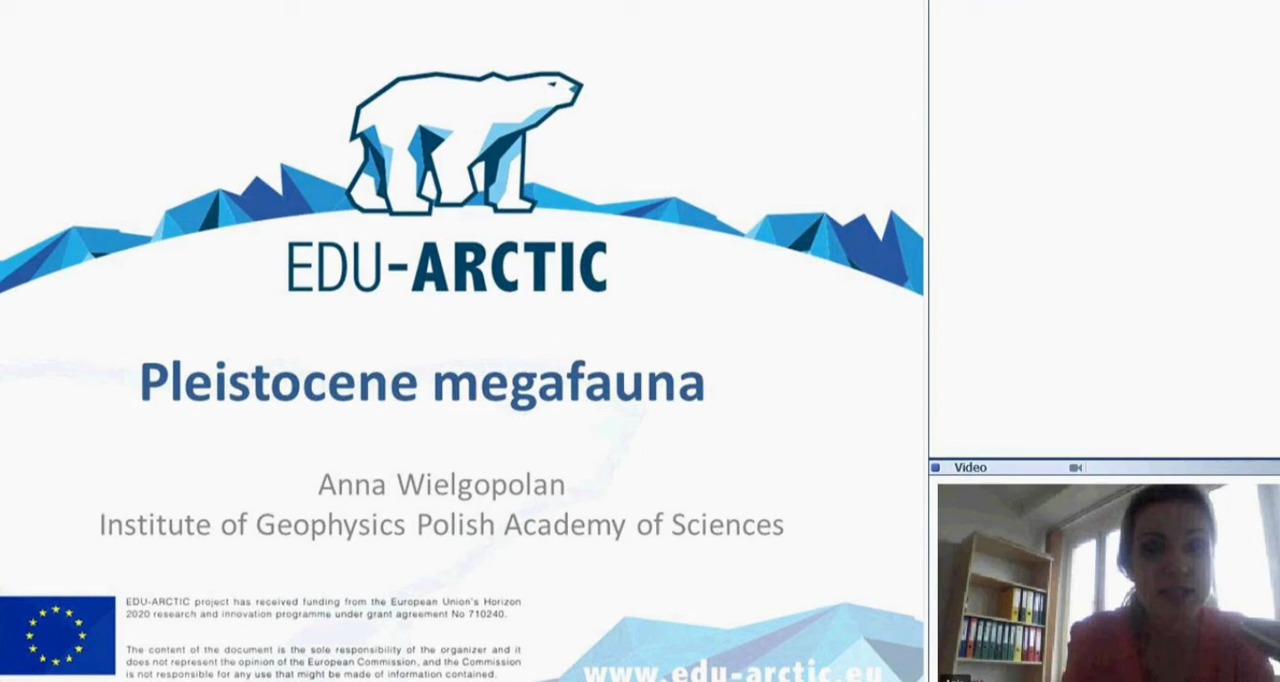 EDU-ARCTIC
Pleistocene megafauna
Anna Wielgopolan
Institute of Geophysics Polish Academy of Sciences
EDU-ARCTIC project has received funding from the European Union's Horizon
2020 research and innovation programme under grant agreement No 710240.
The content of the document is the sole responsibility of the organizer and it
does not represent the opinion of the European Commission, and the Commission
is not responsible for any use that might be made of information contained.
www.edu-arctic.eu
Video